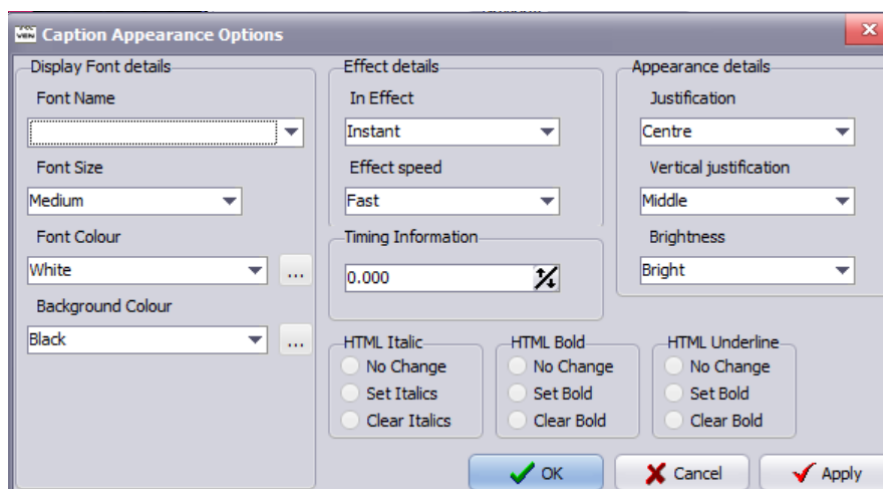 Caption Appearance Options
Display Font details
Font Name
Font Size
Medium
Font Colour
White
...
Background Colour
Black
...
Effect details
In Effect
Instant
Effect speed
Fast
Timing Information
0.000
Appearance details
Justification
Centre
Vertical justification
Middle
Brightness
Bright
HTML Italic
No Change
Set Italics
Clear Italics
HTML Bold
No Change
Set Bold
Clear Bold
HTML Underline
No Change
Set Bold
Clear Bold
OK
Cancel
Apply